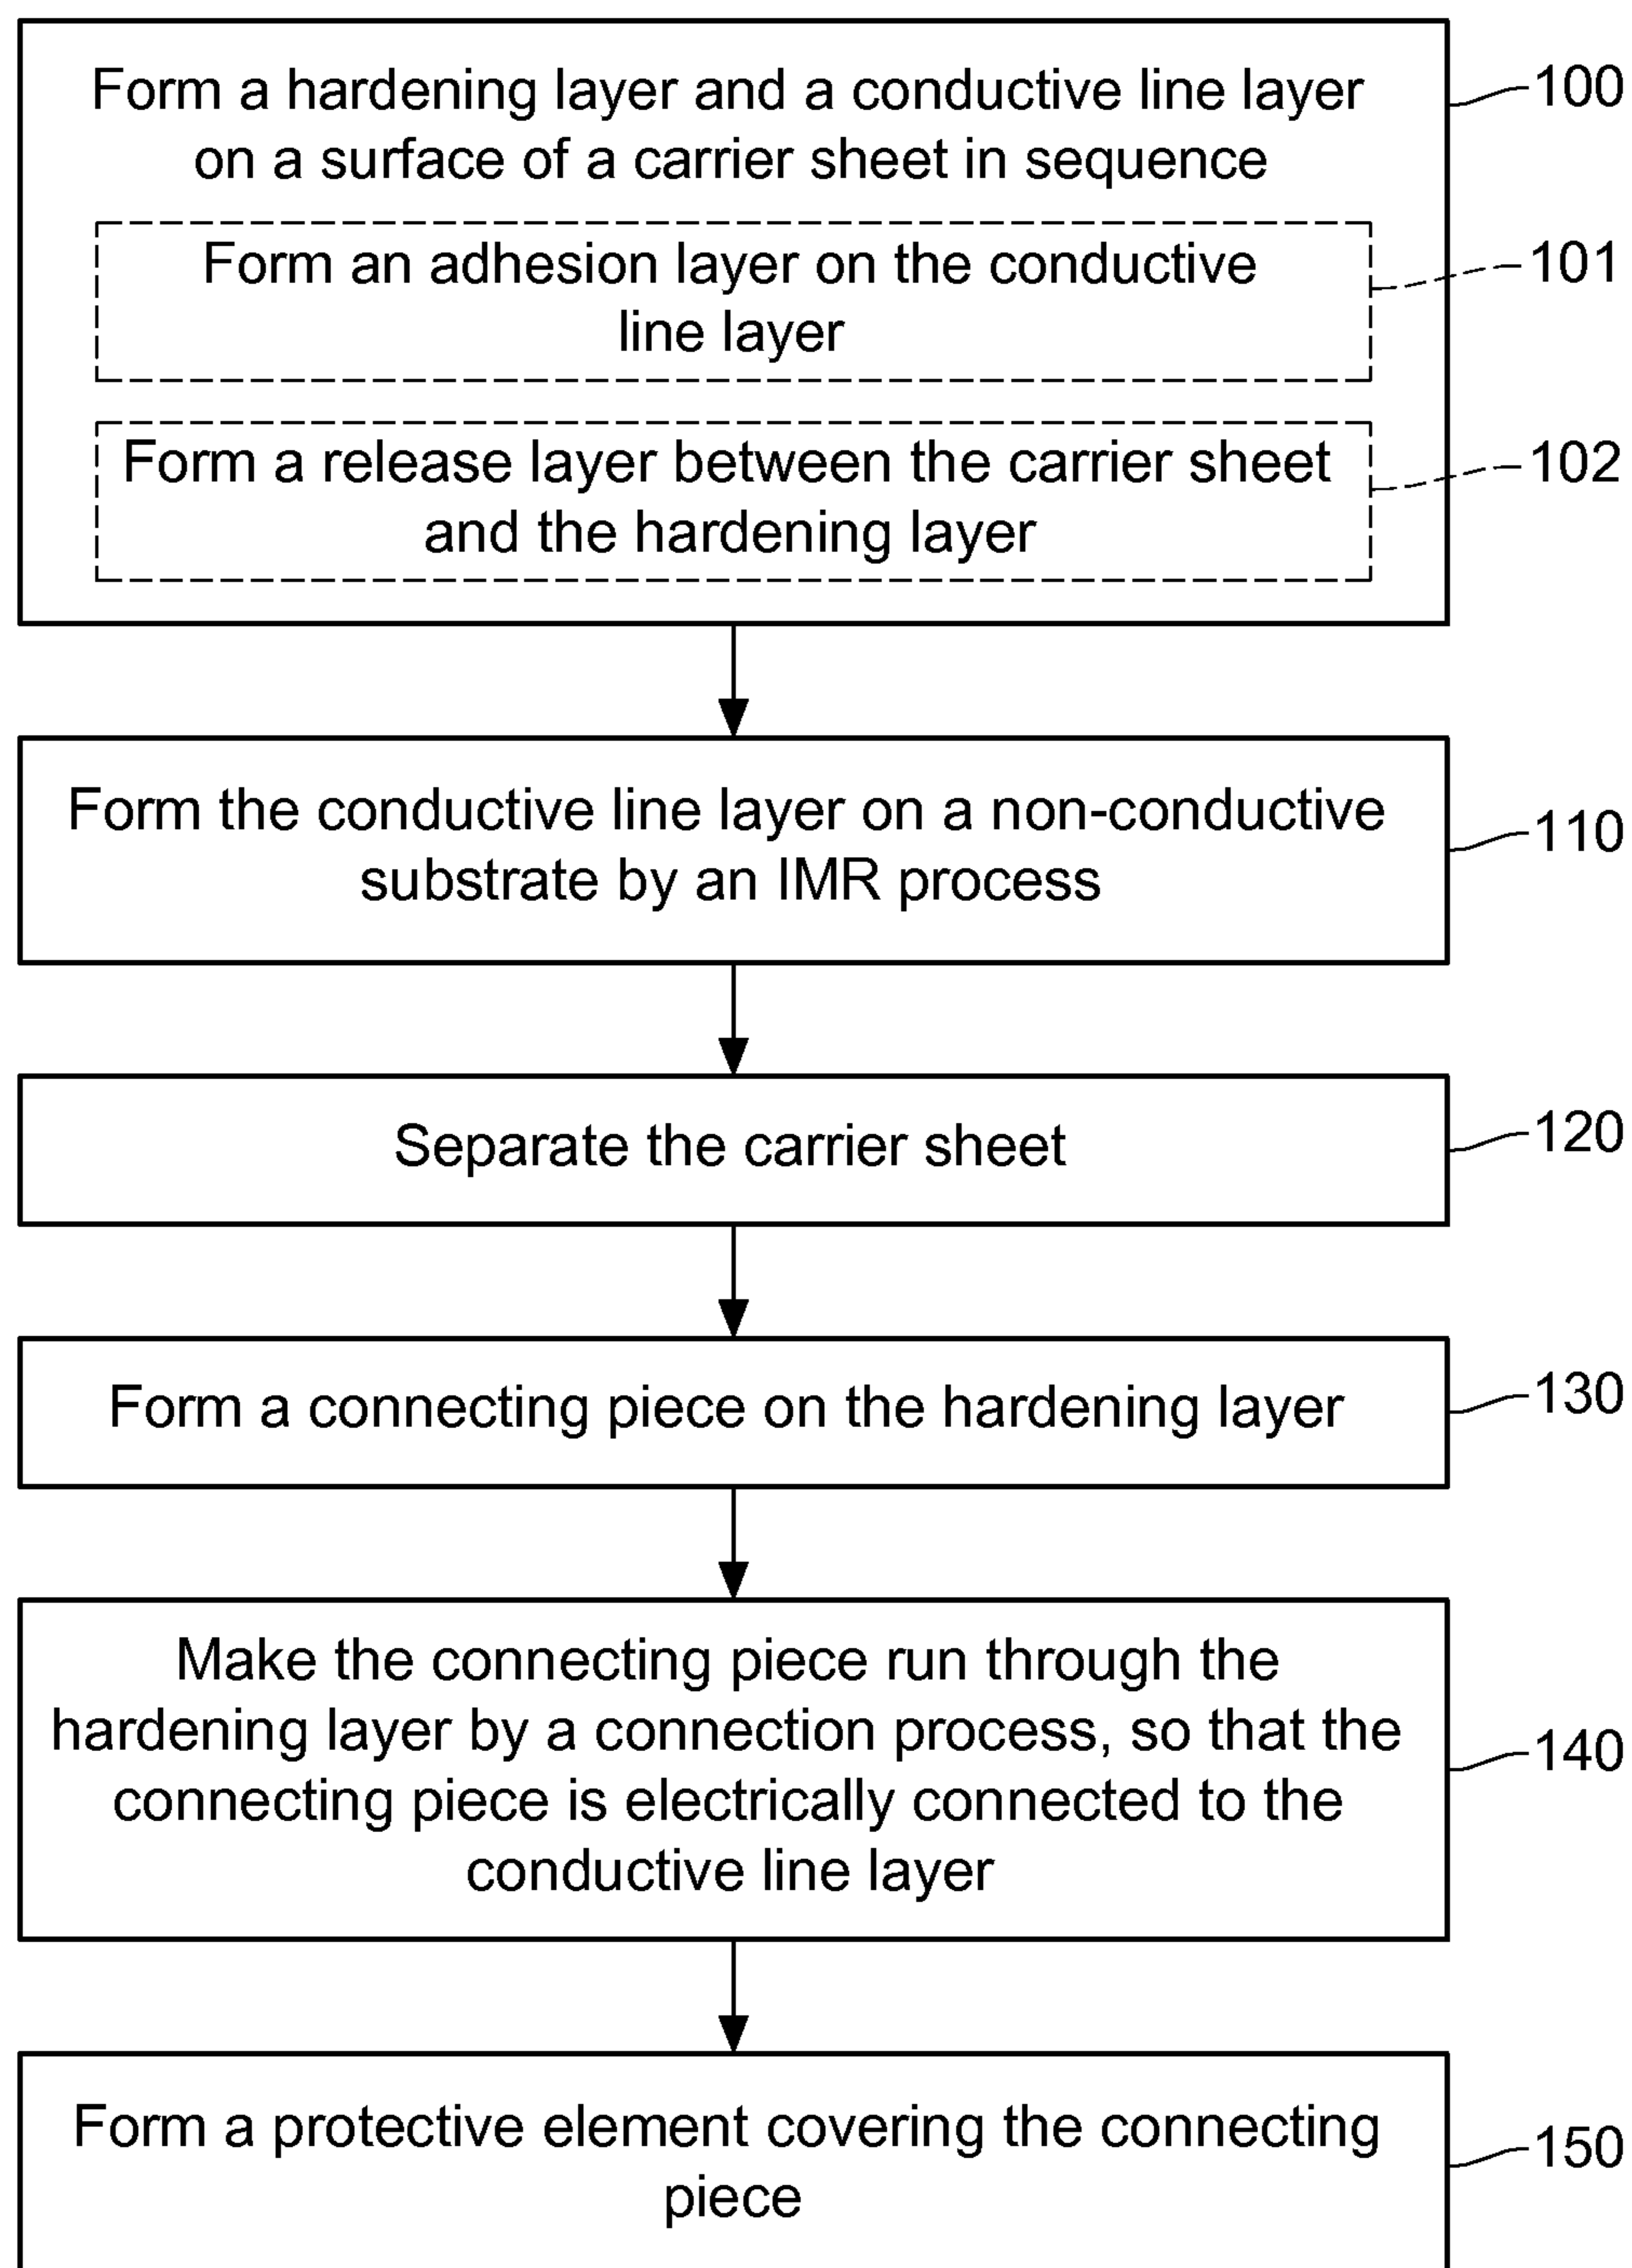 Form a hardening layer and a conductive line layer
on a surface of a carrier sheet in sequence
100
Form an adhesion layer on the conductive
line layer
101
Form a release layer between the carrier sheet
and the hardening layer
102
Form the conductive line layer on a non-conductive
substrate by an IMR process
110
Separate the carrier sheet
120
Form a connecting piece on the hardening layer
130
Make the connecting piece run through the
hardening layer by a connection process, so that the
connecting piece is electrically connected to the
conductive line layer
140
Form a protective element covering the connecting
piece
150